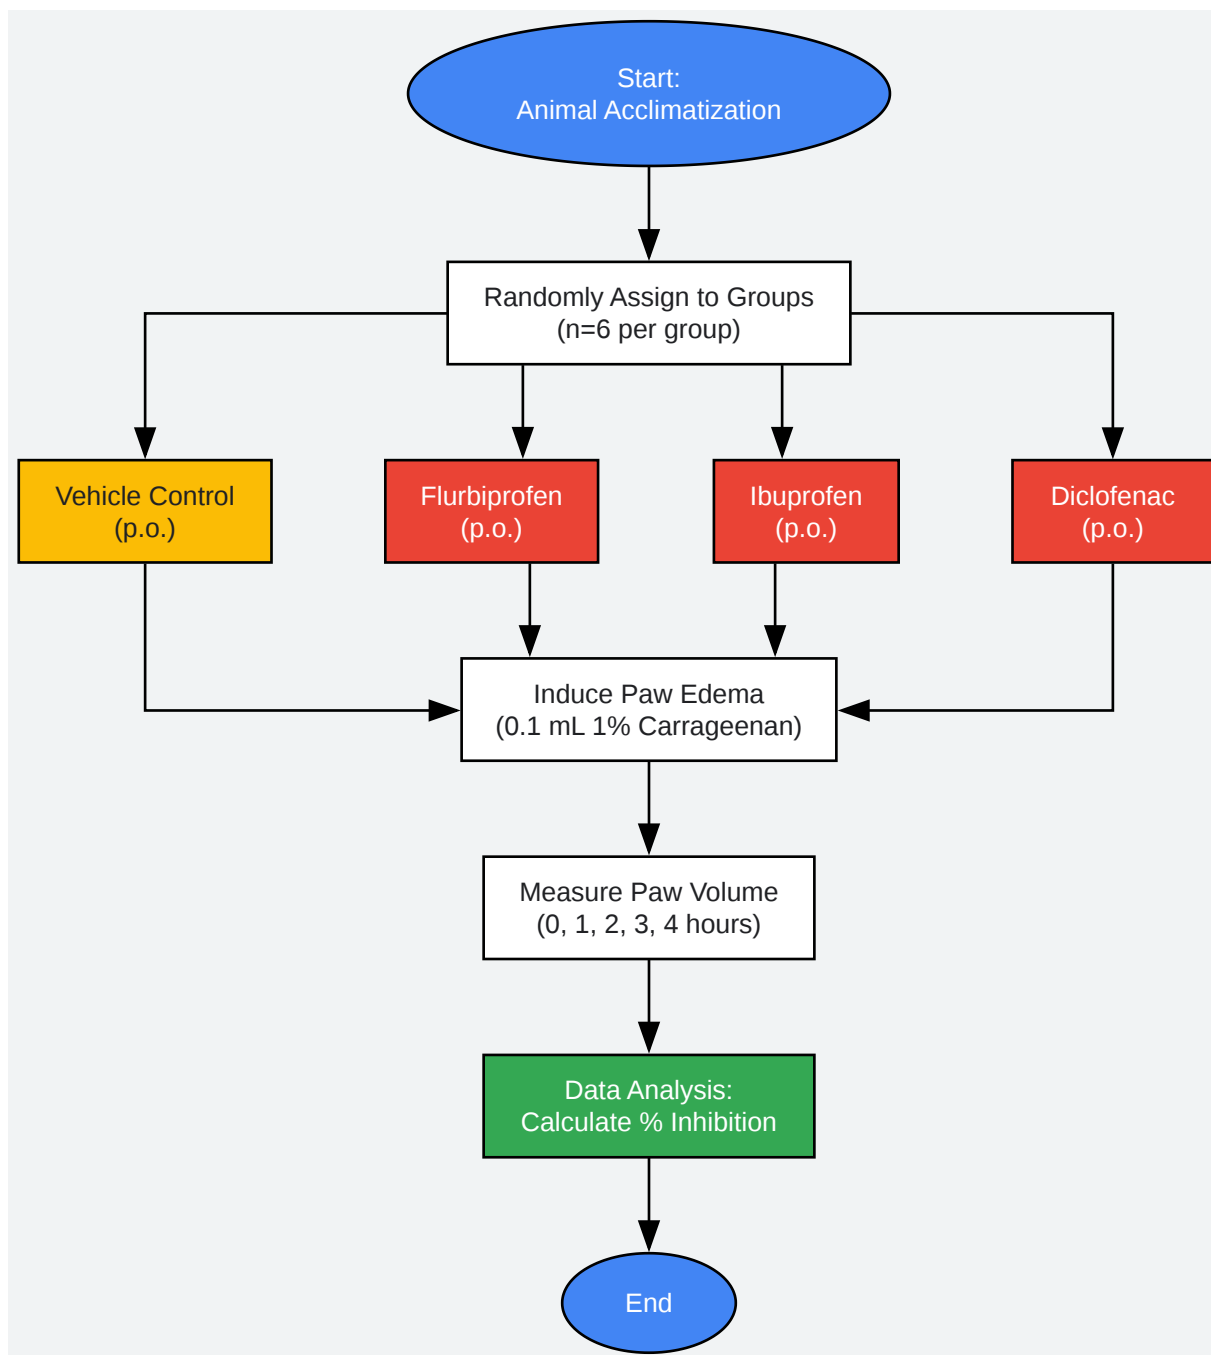 Start:
Animal Acclimatization
Randomly Assign to Groups
(n=6 per group)
Vehicle Control
(p.o.)
Flurbiprofen
(p.o.)
Ibuprofen
(p.o.)
Diclofenac
(p.o.)
Induce Paw Edema
(0.1 mL 1% Carrageenan)
Measure Paw Volume
(0, 1, 2, 3, 4 hours)
Data Analysis:
Calculate % Inhibition
End